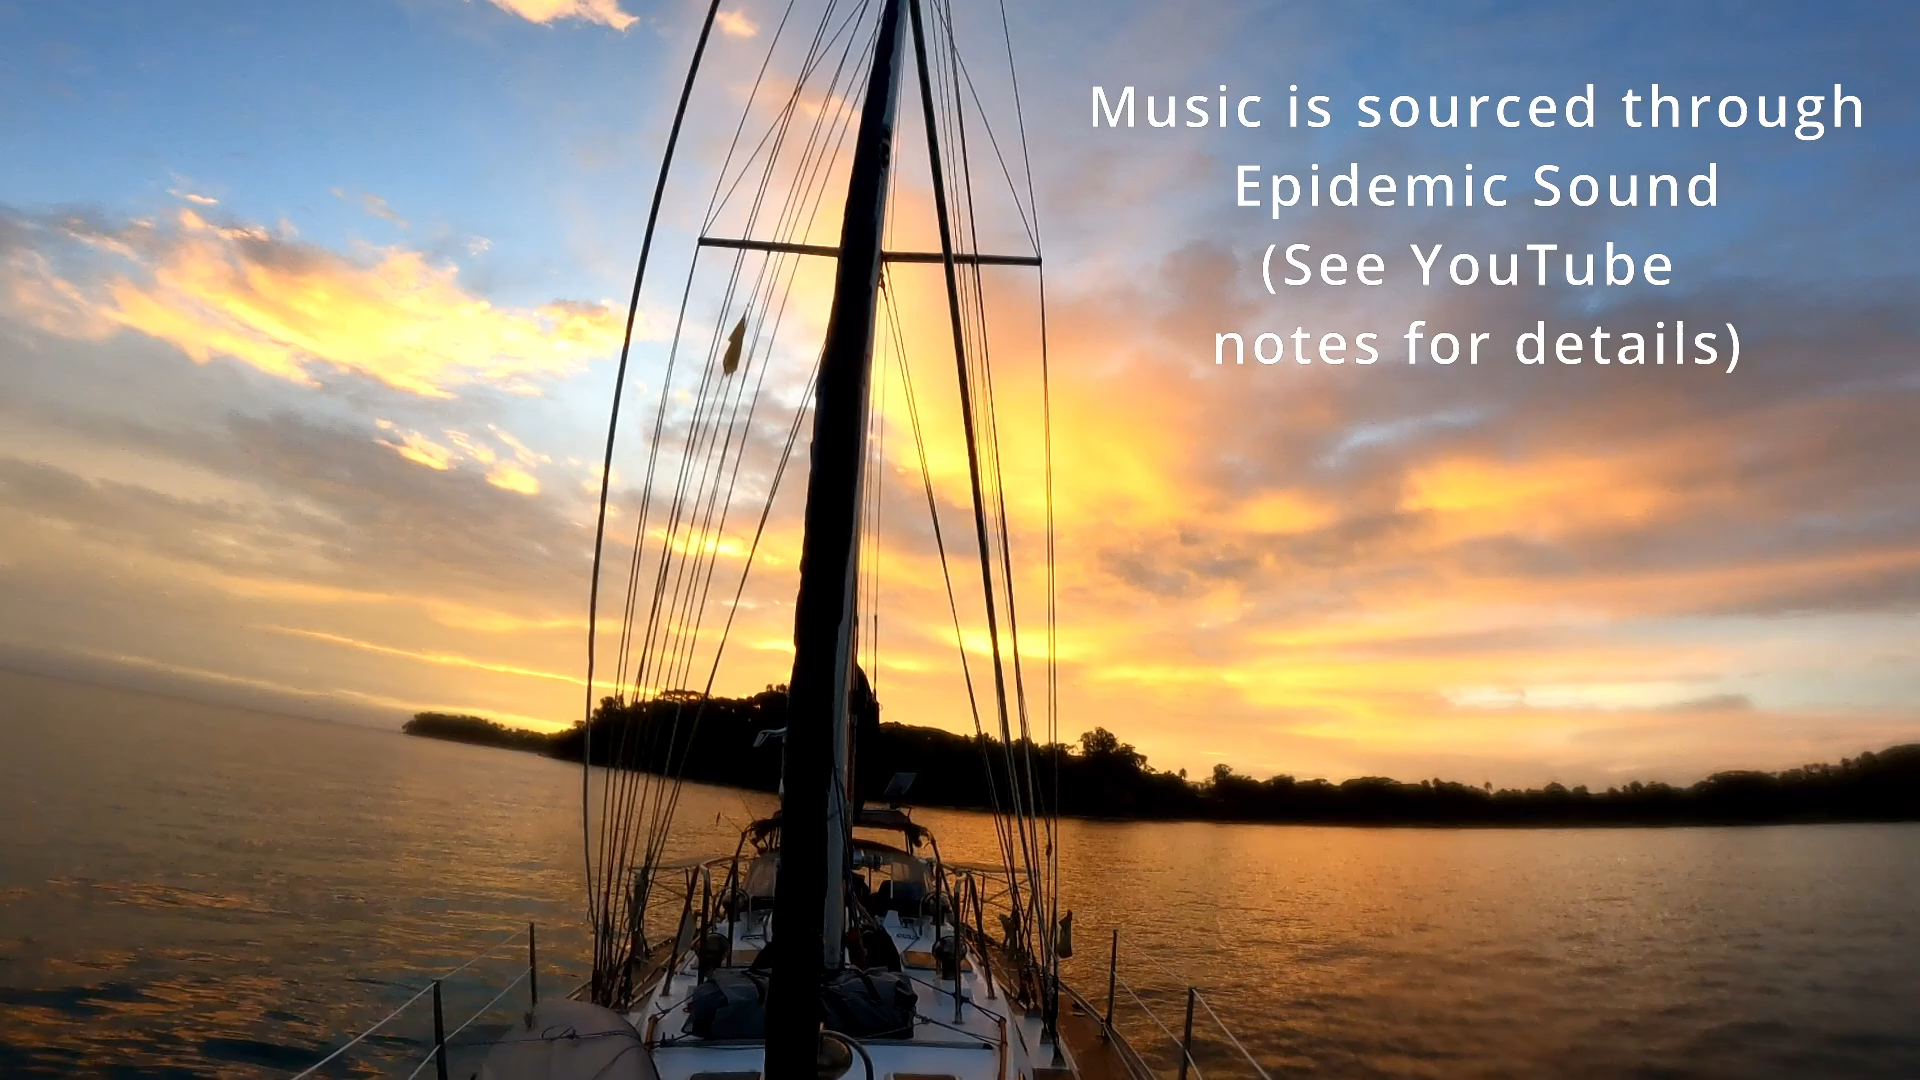 Music is sourced through
Epidemic Sound
(See YouTube
notes for details)